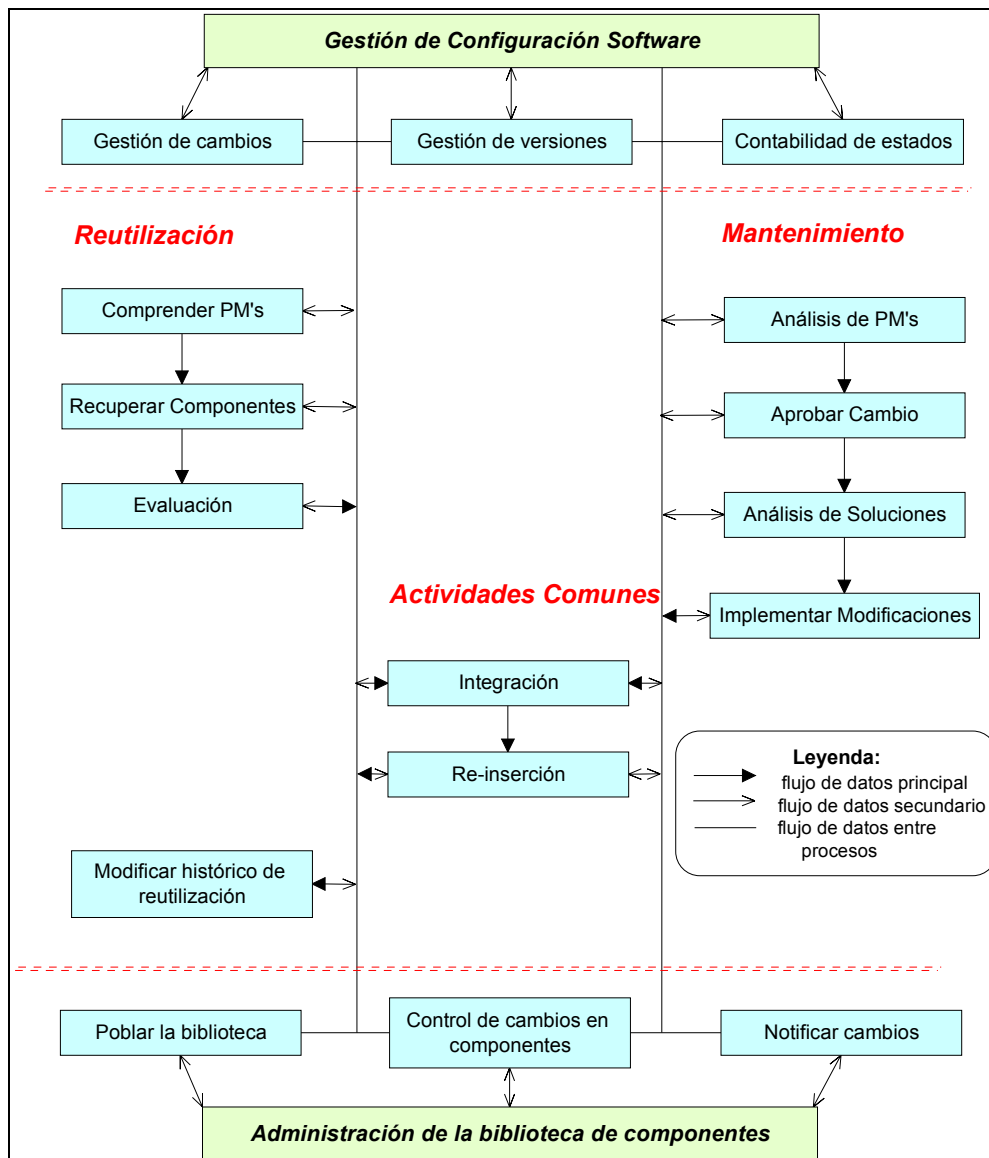 Gestión de Configuración Software
Gestión de cambios
Gestión de versiones
Contabilidad de estados
Reutilización
Mantenimiento
Comprender PM's
Análisis de PM's
Recuperar Componentes
Aprobar Cambio
Evaluación
Análisis de Soluciones
Actividades Comunes
Implementar Modificaciones
Integración
Re-inserción
Leyenda:
flujo de datos principal
flujo de datos secundario
flujo de datos entre
procesos
Modificar histórico de
reutilización
Poblar la biblioteca
Control de cambios en
componentes
Notificar cambios
Administración de la biblioteca de componentes